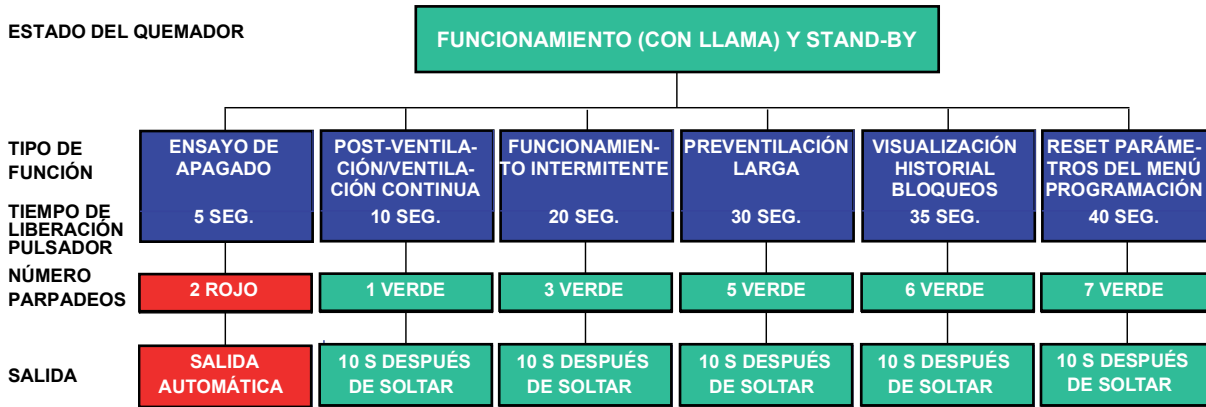 ESTADO DEL QUEMADOR
FUNCIONAMIENTO (CON LLAMA) Y STAND-BY
TIPO DE
FUNCIÓN
ENSAYO DE
APAGADO
POST-VENTILA-
CIÓN/VENTILA-
CIÓN CONTINUA
FUNCIONAMIEN-
TO INTERMITENTE
PREVENTILACIÓN
LARGA
VISUALIZACIÓN
HISTORIAL
BLOQUEOS
RESET PARÁME-
TROS DEL MENÚ
PROGRAMACIÓN
TIEMPO DE
LIBERACIÓN
PULSADOR
5 SEG.
10 SEG.
20 SEG.
30 SEG.
35 SEG.
40 SEG.
NÚMERO
PARPADEOS
2 ROJO
1 VERDE
3 VERDE
5 VERDE
6 VERDE
7 VERDE
SALIDA
SALIDA
AUTOMÁTICA
10 S DESPUÉS
DE SOLTAR
10 S DESPUÉS
DE SOLTAR
10 S DESPUÉS
DE SOLTAR
10 S DESPUÉS
DE SOLTAR
10 S DESPUÉS
DE SOLTAR